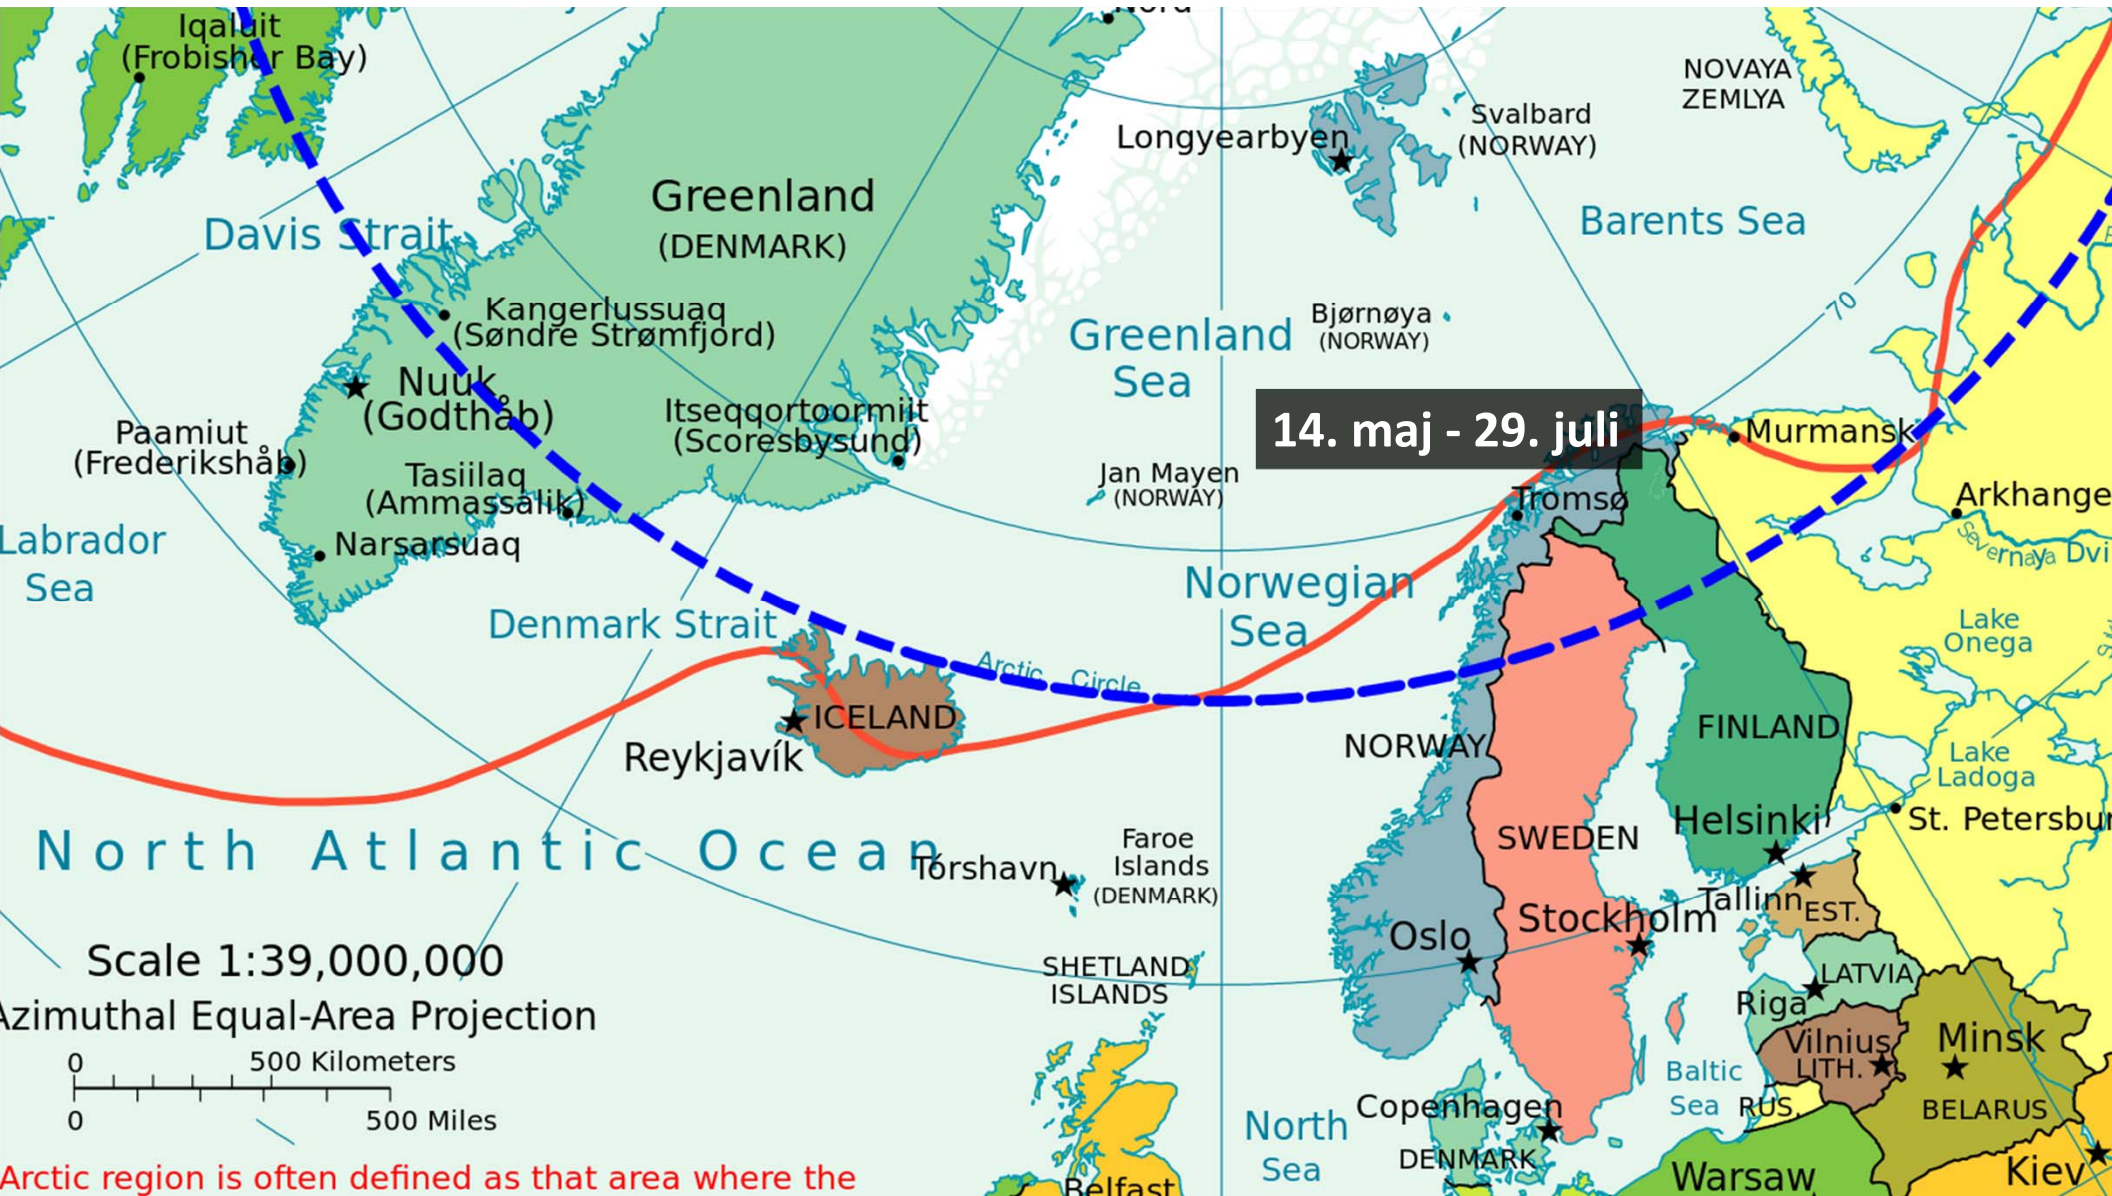 Nord
Iqaluit
(Frobisher Bay)
NOVAYA
ZEMLYA
Longyearbyen
Svalbard
(NORWAY)
Greenland
(DENMARK)
Davis Strait
Barents Sea
Kangerlussuaq
(Søndre Strømfjord)
70
Greenland
Sea
Bjørnøya
(NORWAY)
Nuuk
(Godthåb)
Itseqqortoormiit
(Scoresbysund)
14. maj - 29. juli
Murmansk
Paamiut
(Frederikshåb)
Tasiilaq
(Ammassalik)
Jan Mayen
(NORWAY)
Tromsø
Arkhange
Narsarsuaq
Labrador
Sea
Severnaya Dvi
Norwegian
Sea
Denmark Strait
Lake
Onega
Arctic Circle
ICELAND
Reykjavík
NORWAY
FINLAND
Lake
Ladoga
North Atlantic Ocean
Tórshavn
Faroe
Islands
(DENMARK)
SWEDEN
Helsinki
St. Petersbur
Tallinn
EST.
Oslo
Stockholm
Scale 1:39,000,000
Azimuthal Equal-Area Projection
SHETLAND
ISLANDS
LATVIA
Riga
Vilnius
LITH.
Minsk
0 500 Kilometers
0 500 Miles
Baltic
Sea
RUS.
BELARUS
North
Sea
Copenhagen
DENMARK
Warsaw
Kiev
Arctic region is often defined as that area where the
Belfast